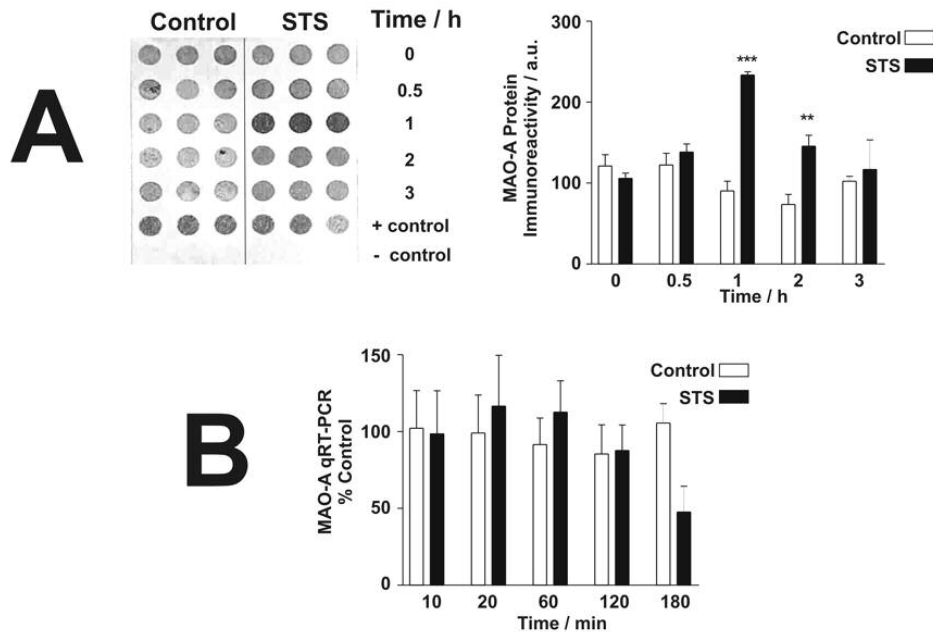 A
Control STS Time / h
0
0.5
1
2
3
+ control
- control
MAO-A Protein
Immunoreactivity / a.u.
300
200
100
0
*** 
**
Control
STS
0 0.5 1 2 3
Time / h
B
MAO-A qRT-PCR
% Control
150
100
50
0
Control
STS
10 20 60 120 180
Time / min